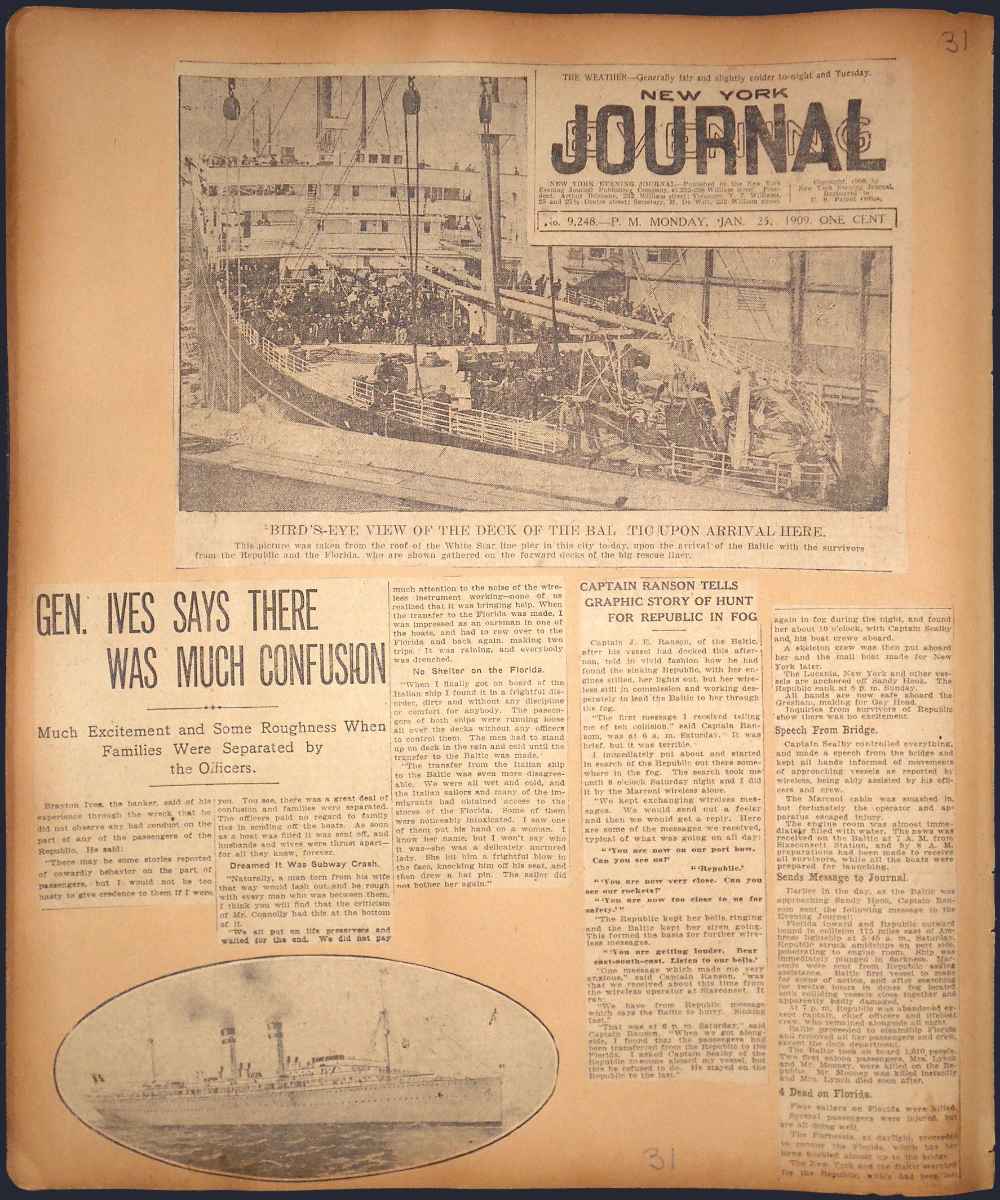 31
THE WEATHER—Generally fair and slightly colder to-night and Tuesday.
NEW YORK
EVENING
JOURNAL
NEW YORK EVENING JOURNAL—Published by the New York
Evening Journal Publishing Company,
Copyright, 1909, by
New York Evening Journal,
No. 9,248—P. M. MONDAY, JAN. 25, 1909. ONE CENT
BIRD'S-EYE VIEW OF THE DECK OF THE BAL TIC UPON ARRIVAL HERE.
This picture was taken from the roof of the White Star line pier in this city to-day, upon the arrival of the Baltic with the survivors
from the Republic and the Florida, who are shown gathered on the forward decks of the big rescue liner.
GEN. IVES SAYS THERE
WAS MUCH CONFUSION
Much Excitement and Some Roughness When
Families Were Separated by
the Officers.
Brayton Ives, the banker, said of his
experience through the wreck that he
did not observe any bad conduct on the
part of any of the passengers of the
Republic. He said:
"There may be some stories reported
of cowardly behavior on the part of
passengers, but I would not be too
hasty to give credence to them if I were
you. You see, there was a great deal of
confusion and families were separated.
The officers paid no regard to family
ties in sending off the boats. As soon
as a boat was filled it was sent off, and
husbands and wives were thrust apart—
for all they knew, forever.
Dreamed It Was Subway Crash.
"Naturally, a man torn from his wife
that way would lash out and be rough
with every man who was between them.
I think you will find that the criticism
of Mr. Connolly had this at the bottom
of it.
"We all put on life preservers and
waited for the end. We did not pay
much attention to the noise of the wire-
less instrument working—none of us
realized that it was bringing help. When
the transfer to the Florida was made, I
was impressed as an oarsman in one of
the boats, and had to row over to the
Florida and back again, making two
trips. It was raining, and everybody
was drenched.
No Shelter on the Florida.
"When I finally got on board of the
Italian ship I found it in a frightful dis-
order, dirty and without any discipline
or comfort for anybody. The passen-
gers of both ships were running loose
all over the decks without any officers
to control them. The men had to stand
up on deck in the rain and cold until the
transfer to the Baltic was made."
"The transfer from the Italian ship
to the Baltic was even more disagree-
able. We were all wet and cold, and
the Italian sailors and many of the im-
migrants had obtained access to the
stores of the Florida. Some of them
were noticeably intoxicated. I saw one
of them put his hand on a woman. I
know her name, but I won't say who
it was—she was a delicately nurtured
lady. She hit him a frightful blow in
the face, knocking him off his seat, and
then drew a hat pin. The sailor did
not bother her again."
CAPTAIN RANSON TELLS
GRAPHIC STORY OF HUNT
FOR REPUBLIC IN FOG
Captain J. E. Ranson, of the Baltic,
after his vessel had docked this after-
noon, told in vivid fashion how he had
found the sinking Republic, with her en-
gines stilled, her lights out, but her wire-
less still in commission and working des-
perately to lead the Baltic to her through
the fog.
"The first message I received telling
me of teh collision," said Captain Ran-
som, was at 6 a. m. Saturday." It was
brief, but it was terrible.
I immediately put about and started
in search of the Republic out there some-
where in the fog. The search took me
until 8 o'clock Saturday night and I did
it by the Marconi wireless alone.
"We kept exchanging wireless mes-
sages. We would send out a feeler
and then we would get a reply. Here
are some of the messages we received,
typical of what was going on all day:
"'You are now on our port bow.
Can you see us?'
"'Republic.'
"'You are now very close. Can you
see our rockets?'
"'You are now too close to us for
safety.'"
"The Republic kept her bells ringing
and the Baltic kept her siren going.
This formed the basis for further wire-
less messages.
"'You are getting louder. Bear
east-south-east. Listen to our bells.'
"One message which made me very
anxious," said Captain Ranson, "was
that we received about this time from
the wireless operator at Siasconset. It
ran:
"We have from Republic message
which says the Baltic to hurry. Sinking
fast."
"That was at 6 p. m. Saturday," said
Captain Ranson. "When we got along-
side, I found that the passengers had
been transferred from the Republic to the
Florida. I asked Captain Sealby of the
Republic to come aboard my vessel, but
this he refused to do. He stayed on the
Republic to the last."
again in fog during the night, and found
her about 10 o'clock, with Captain Sealby
and his boat crews aboard.
A skeleton crew was then put aboard
her and the mail boat made for New
York later.
The Lucania, New York and other ves-
sels are anchored off Sandy Hook. The
Republic sank at 8 p. m. Sunday.
All hands are now safe aboard the
Gresham, making for Gay Head.
Inquiries from survivors of Republic
show there was no excitement.
Speech From Bridge.
Captain Sealby controlled everything,
and made a speech from the bridge and
kept all hands informed of movements
of approaching vessels as reported by
wireless, being ably assisted by his offi-
cers and crew.
The Marconi cable was smashed in,
but fortunately the operator and ap-
paratus escaped injury.
The engine room was almost imme-
diately filled with water. The news was
received on the Baltic at 7 A. M. from
Siasconsett Station, and by 8 A. M.
preparations had been made to receive
all survivors, while all the boats were
prepared for launching.
Sends Message to Journal.
Earlier in the day, as the Baltic was
approaching Sandy Hook, Captain Ran-
som sent the following message to the
Evening Journal:
Florida inward and Republic outward
bound in collision 175 miles east of Am-
brose lightship at 5:45 a. m., Saturday.
Republic struck amidships on port side,
penetrating to engine room. Ship was
immediately plunged in darkness. Mar-
conis were sent from Republic asking
assistance. Baltic first vessel to make
for scene of action, and after searching
for twelve hours in dense fog located
both colliding vessels close together and
apparently badly damaged.
At 7 p. m. Republic was abandoned ex-
cept captain, chief officers and lifeboat
crew, who remained alongside all night.
Baltic proceeded to steamship Florida
and removed all her passengers and crew,
except the deck department.
The Baltic took on board 1,650 people.
Two first saloon passengers, Mrs. Lynch
and Mr. Mooney, were killed on the Re-
public. Mr. Mooney was killed instantly
and Mrs. Lynch died soon after.
4 Dead on Florida.
Four sailors on Florida were killed.
Several passengers were injured, but
are all doing well.
The Furnessia, at daylight, proceeded
to convoy the Florida, which has her
bows buckled almost up to the bridge.
The New York and the Baltic searched
for the Republic, which had been left
31